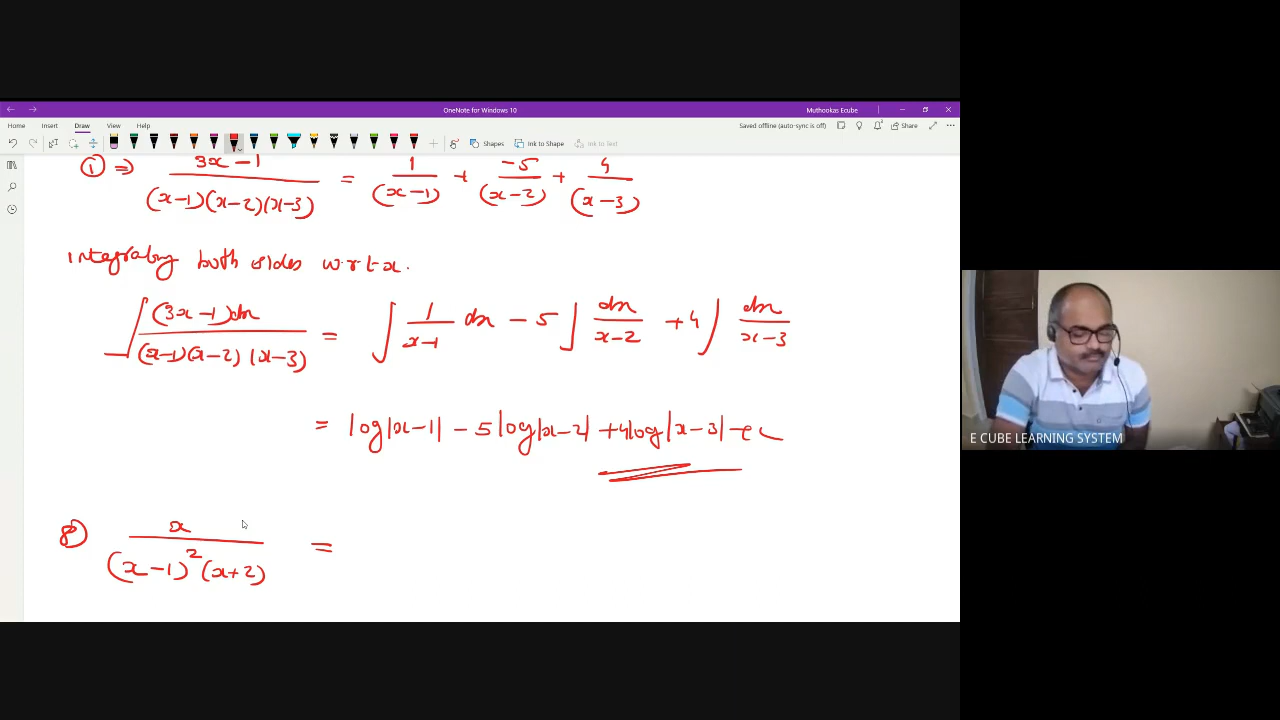 OneNote for Windows 10
Muthookas Ecube
Home Insert Draw View Help
Saved offline (auto-sync is off)
Share
Shapes Ink to Shape Ink to Text
① ⇒ 3x-1/(x-1)(x-2)(x-3) = 1/(x-1) + -5/(x-2) + 4/(x-3)
Integrating both sides w.r.t x.
∫ (3x-1)dx/(x-1)(x-2)(x-3) = ∫ 1/x-1 dx - 5 ∫ dx/x-2 + 4 ∫ dx/x-3
= log|x-1| - 5 log|x-2| + 4 log|x-3| + c
8) x/(x-1)²(x+2) =
E CUBE LEARNING SYSTEM